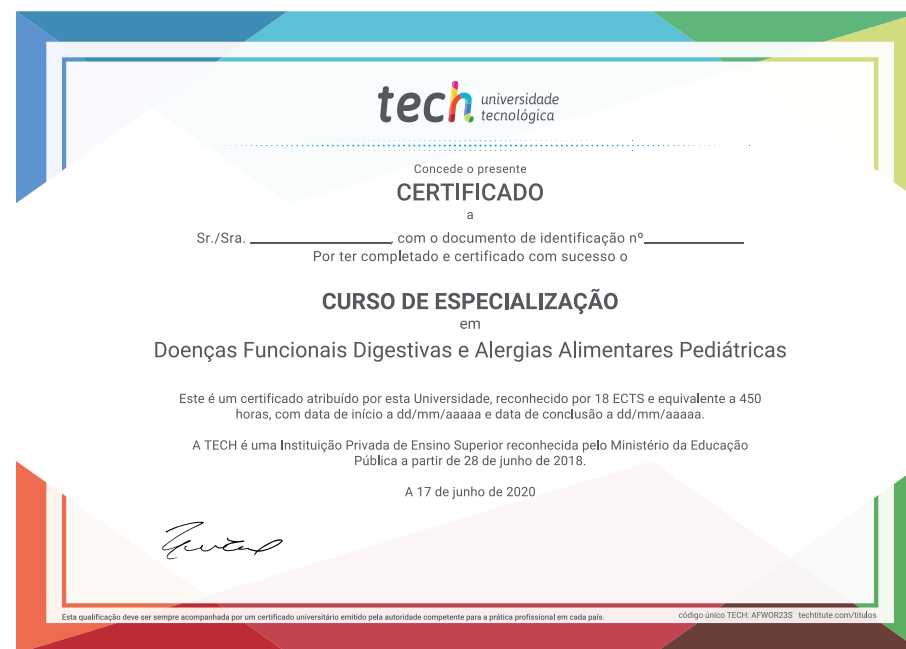 tech universidade
tecnológica
Concede o presente
CERTIFICADO
a
Sr./Sra. ____________________, com o documento de identificação nº______________
Por ter completado e certificado com sucesso o
CURSO DE ESPECIALIZAÇÃO
em
Doenças Funcionais Digestivas e Alergias Alimentares Pediátricas
Este é um certificado atribuído por esta Universidade, reconhecido por 18 ECTS e equivalente a 450
horas, com data de início a dd/mm/aaaaa e data de conclusão a dd/mm/aaaaa.
A TECH é uma Instituição Privada de Ensino Superior reconhecida pelo Ministério da Educação
Pública a partir de 28 de junho de 2018.
A 17 de junho de 2020
Esta qualificação deve ser sempre acompanhada por um certificado universitário emitido pela autoridade competente para a prática profissional em cada país.
código único TECH: AFWOR23S techtitute.com/titulos